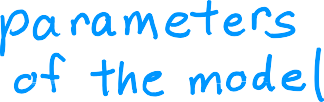 parameters
of the model